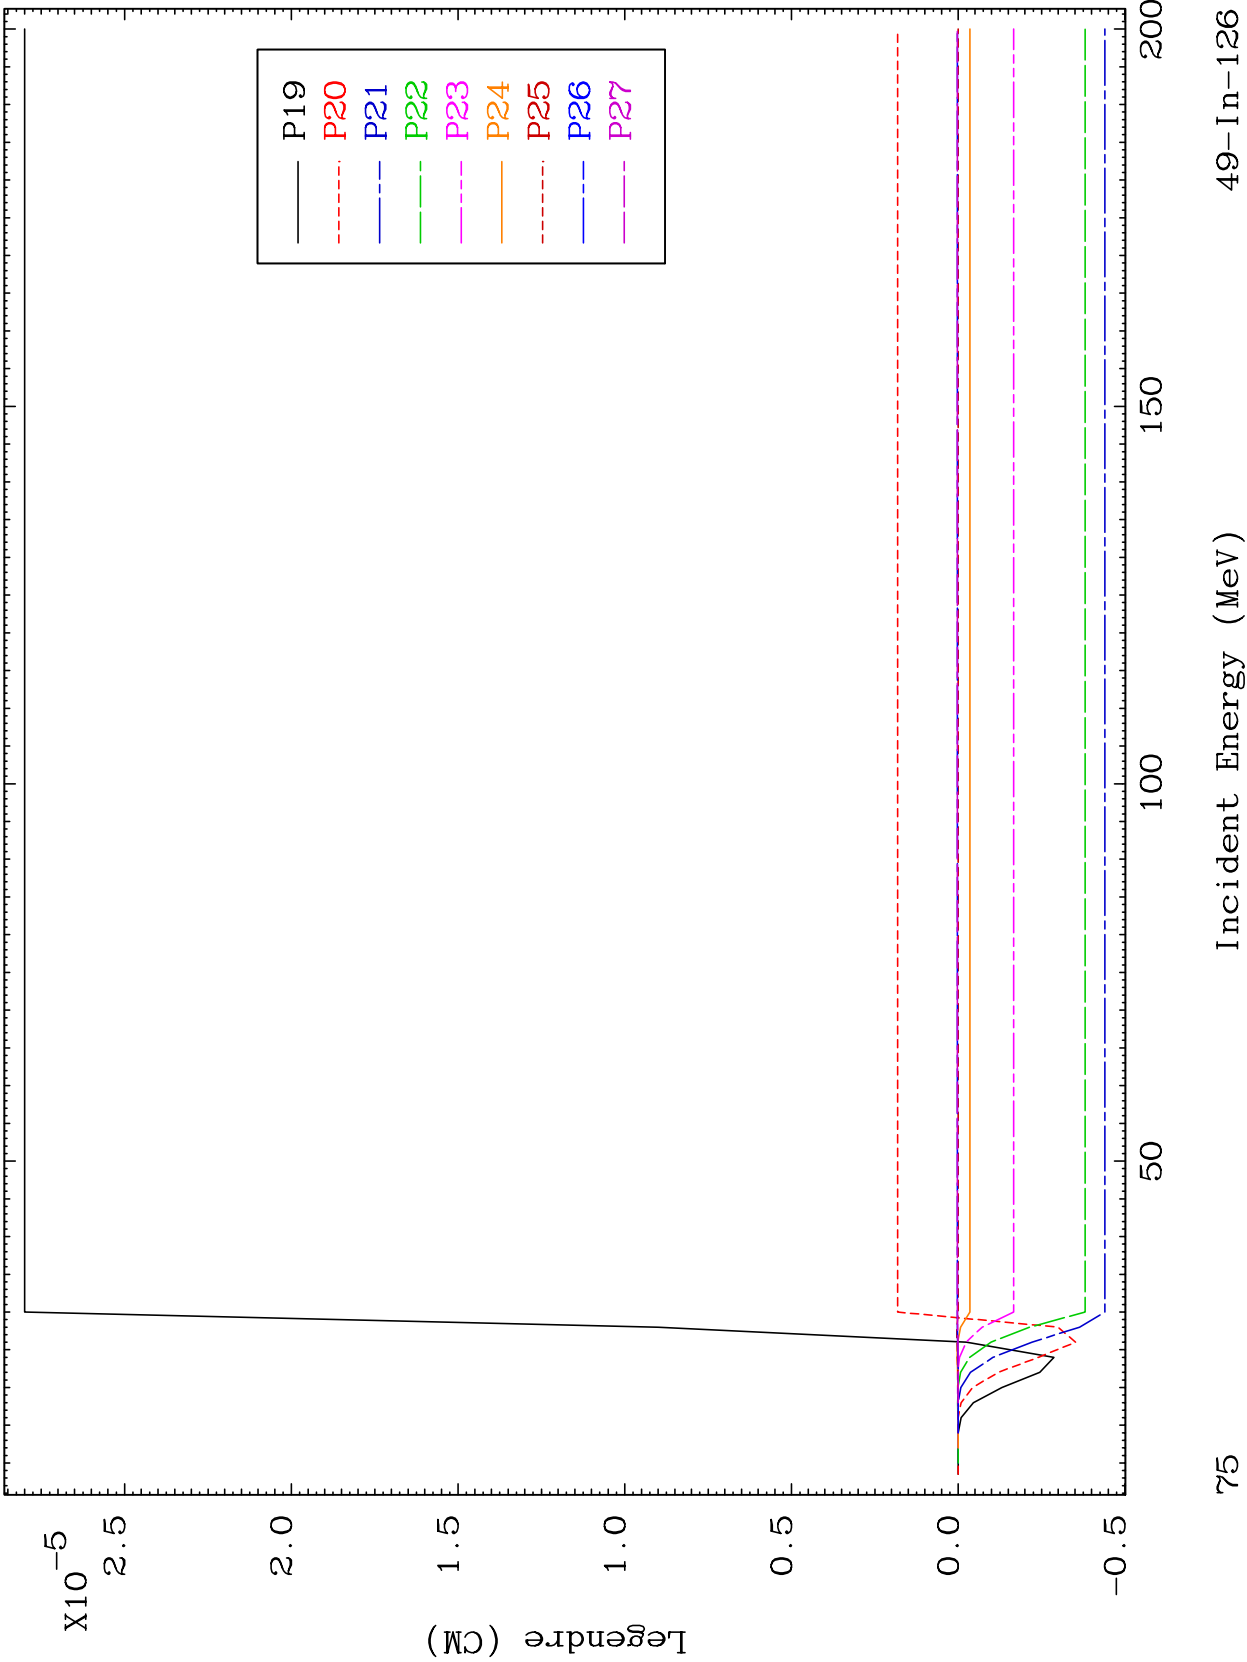 X10-5
2.5
2.0
1.5
1.0
0.5
0.0
-0.5
Legendre (CM)
P19
P20
P21
P22
P23
P24
P25
P26
P27
50
100
150
200
75
Incident Energy (MeV)
49-In-126